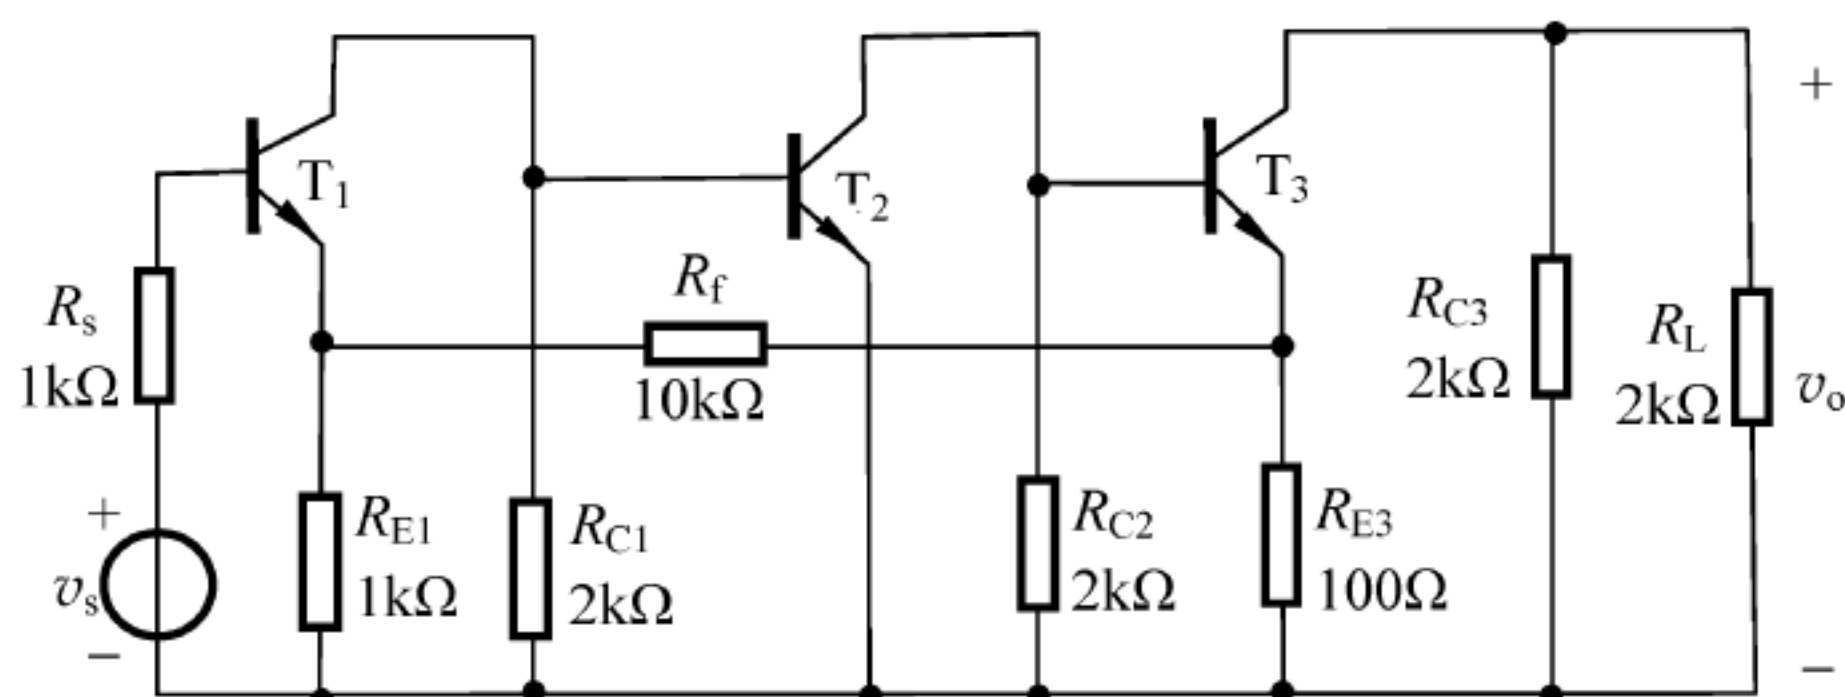 T1
T2
T3
Rs
1kΩ
Rf
10kΩ
RC3
2kΩ
RL
2kΩ
vo
+
−
RE1
1kΩ
RC1
2kΩ
RC2
2kΩ
RE3
100Ω
+
vs
−